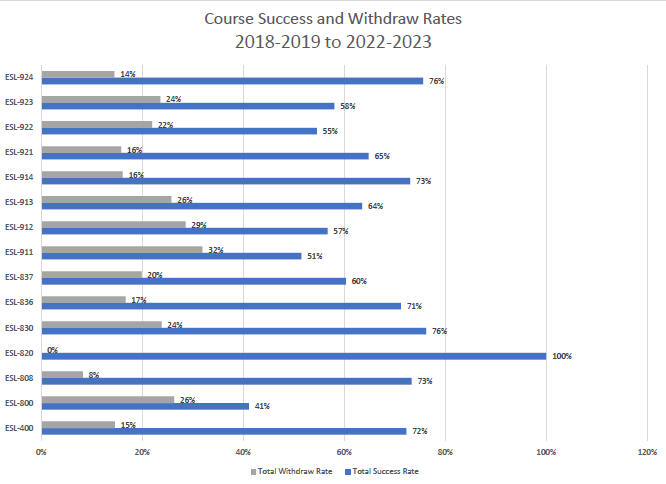 Course Success and Withdraw Rates
2018-2019 to 2022-2023
ESL-924 14% 76%
ESL-923 24% 58%
ESL-922 22% 55%
ESL-921 16% 65%
ESL-914 16% 73%
ESL-913 26% 64%
ESL-912 29% 57%
ESL-911 32% 51%
ESL-837 20% 60%
ESL-836 17% 71%
ESL-830 24% 76%
ESL-820 0% 100%
ESL-808 8% 73%
ESL-800 26% 41%
ESL-400 15% 72%
0% 20% 40% 60% 80% 100% 120%
Total Withdraw Rate Total Success Rate